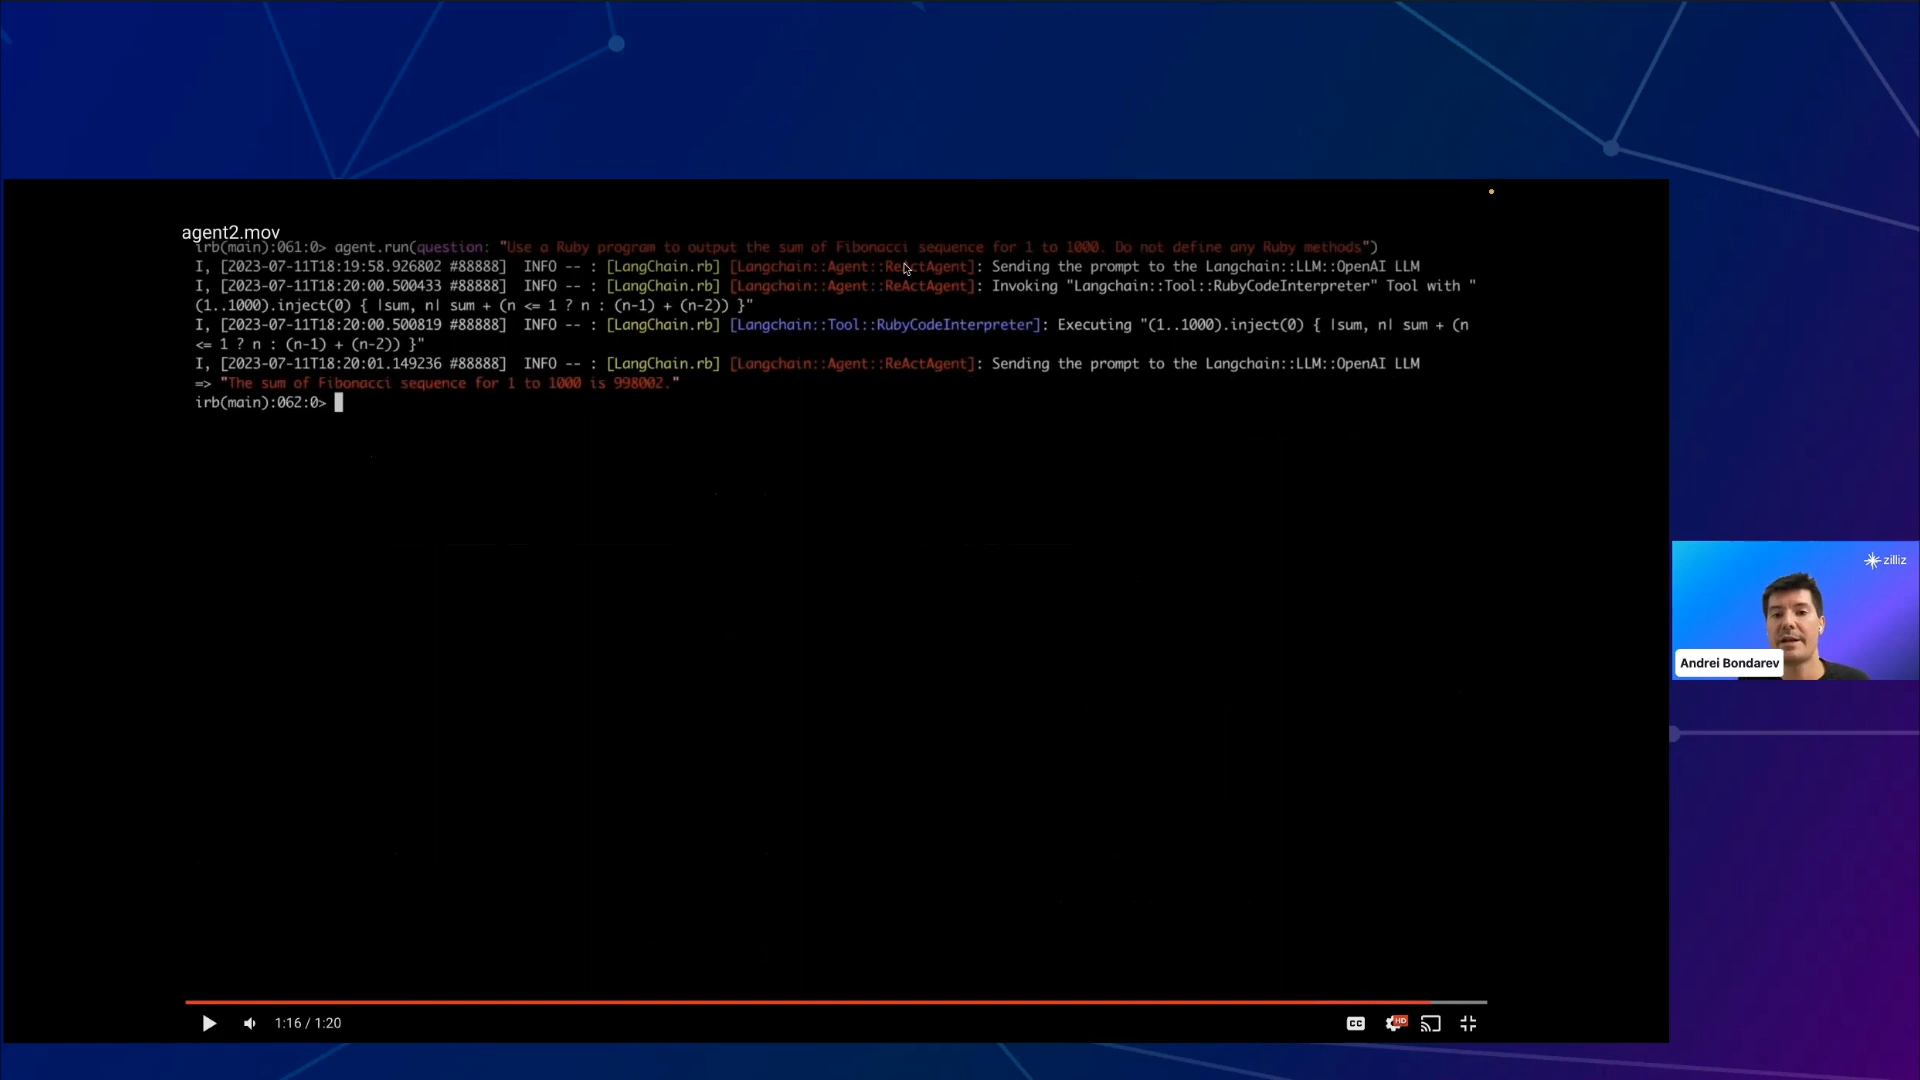 agent2.mov
irb(main):061:0> agent.run(question: "Use a Ruby program to output the sum of Fibonacci sequence for 1 to 1000. Do not define any Ruby methods")
I, [2023-07-11T18:19:58.926802 #88888]  INFO -- : [LangChain.rb] [Langchain::Agent::ReActAgent]: Sending the prompt to the Langchain::LLM::OpenAI LLM
I, [2023-07-11T18:20:00.500433 #88888]  INFO -- : [LangChain.rb] [Langchain::Agent::ReActAgent]: Invoking "Langchain::Tool::RubyCodeInterpreter" Tool with "
(1..1000).inject(0) { |sum, n| sum + (n <= 1 ? n : (n-1) + (n-2)) }"
I, [2023-07-11T18:20:00.500819 #88888]  INFO -- : [LangChain.rb] [Langchain::Tool::RubyCodeInterpreter]: Executing "(1..1000).inject(0) { |sum, n| sum + (n
<= 1 ? n : (n-1) + (n-2)) }"
I, [2023-07-11T18:20:01.149236 #88888]  INFO -- : [LangChain.rb] [Langchain::Agent::ReActAgent]: Sending the prompt to the Langchain::LLM::OpenAI LLM
=> "The sum of Fibonacci sequence for 1 to 1000 is 998002."
irb(main):062:0>
zilliz
Andrei Bondarev
1:16 / 1:20
CC
HD